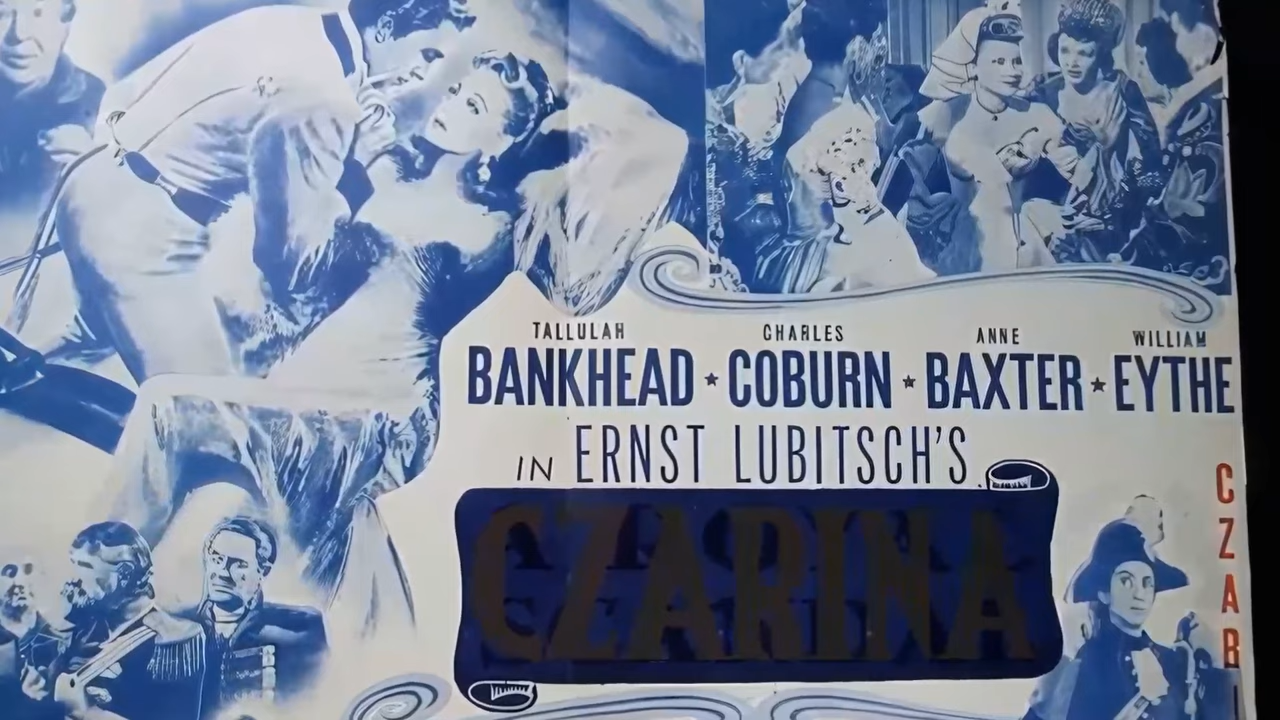 TALLULAH CHARLES ANNE WILLIAM
BANKHEAD ★ COBURN ★ BAXTER ★ EYTHE
IN ERNST LUBITSCH'S
CZARINA
C
Z
A
R
I